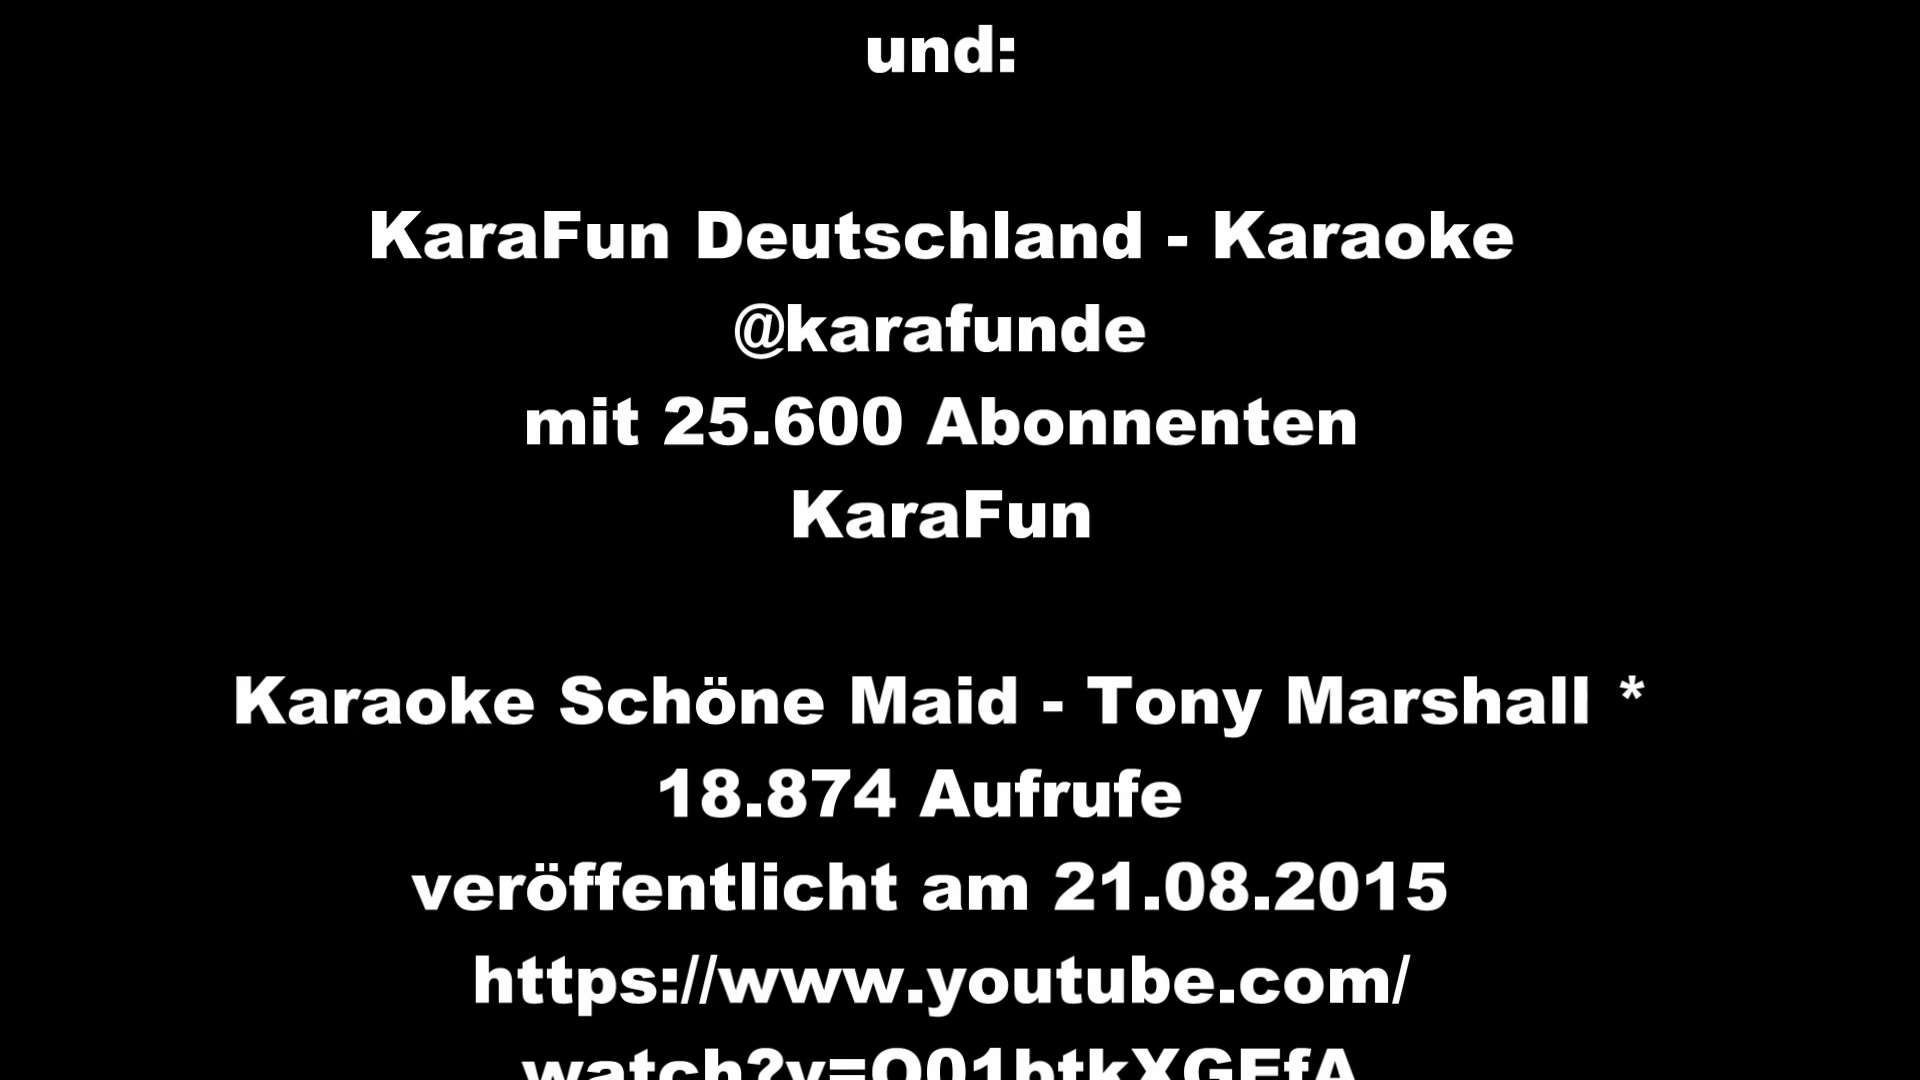 und:
KaraFun Deutschland - Karaoke
@karafunde
mit 25.600 Abonnenten
KaraFun
Karaoke Schöne Maid - Tony Marshall *
18.874 Aufrufe
veröffentlicht am 21.08.2015
https://www.youtube.com/